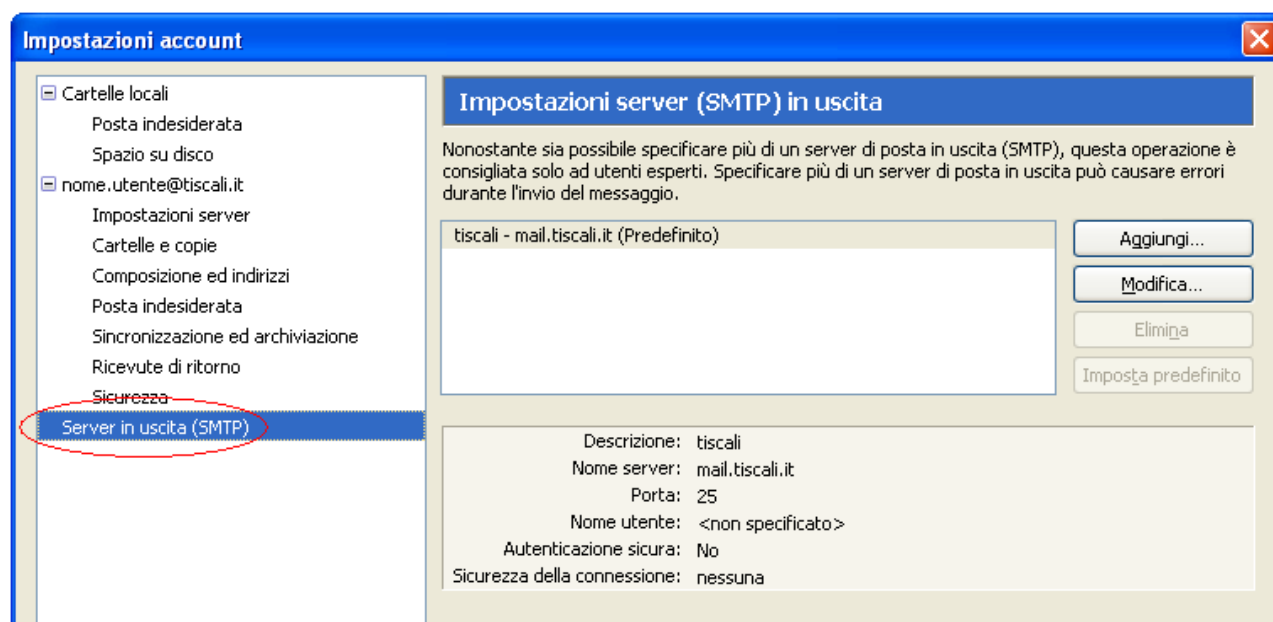 Impostazioni account
Cartelle locali
Posta indesiderata
Spazio su disco
nome.utente@tiscali.it
Impostazioni server
Cartelle e copie
Composizione ed indirizzi
Posta indesiderata
Sincronizzazione ed archiviazione
Ricevute di ritorno
Sicurezza
Server in uscita (SMTP)
Impostazioni server (SMTP) in uscita
Nonostante sia possibile specificare più di un server di posta in uscita (SMTP), questa operazione è
consigliata solo ad utenti esperti. Specificare più di un server di posta in uscita può causare errori
durante l'invio del messaggio.
tiscali - mail.tiscali.it (Predefinito)
Aggiungi...
Modifica...
Elimina
Imposta predefinito
Descrizione: tiscali
Nome server: mail.tiscali.it
Porta: 25
Nome utente: <non specificato>
Autenticazione sicura: No
Sicurezza della connessione: nessuna